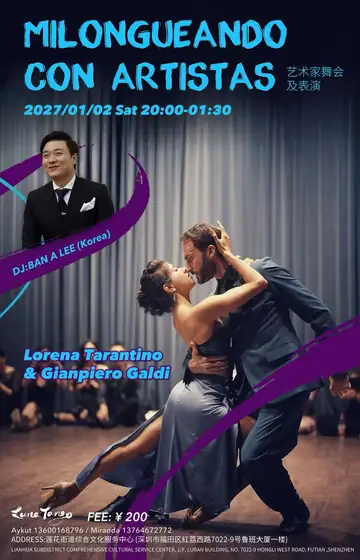 MILONGUEANDO
CON ARTISTAS
艺术家舞会
及表演
2027/01/02 Sat 20:00-01:30
DJ:BAN A LEE (Korea)
Lorena Tarantino
& Gianpiero Galdi
Luna Tango
FEE: ¥ 200
Aykut 13600168796 / Miranda 13764672772
ADDRESS:莲花街道综合文化服务中心 (深圳市福田区红荔西路7022-9号鲁班大厦一楼)
LIANHUA SUBDISTRICT COMPREHENSIVE CULTURAL SERVICE CENTER, 1/F, LUBAN BUILDING, NO. 7022-9 HONGLI WEST ROAD, FUTIAN ,SHENZHEN